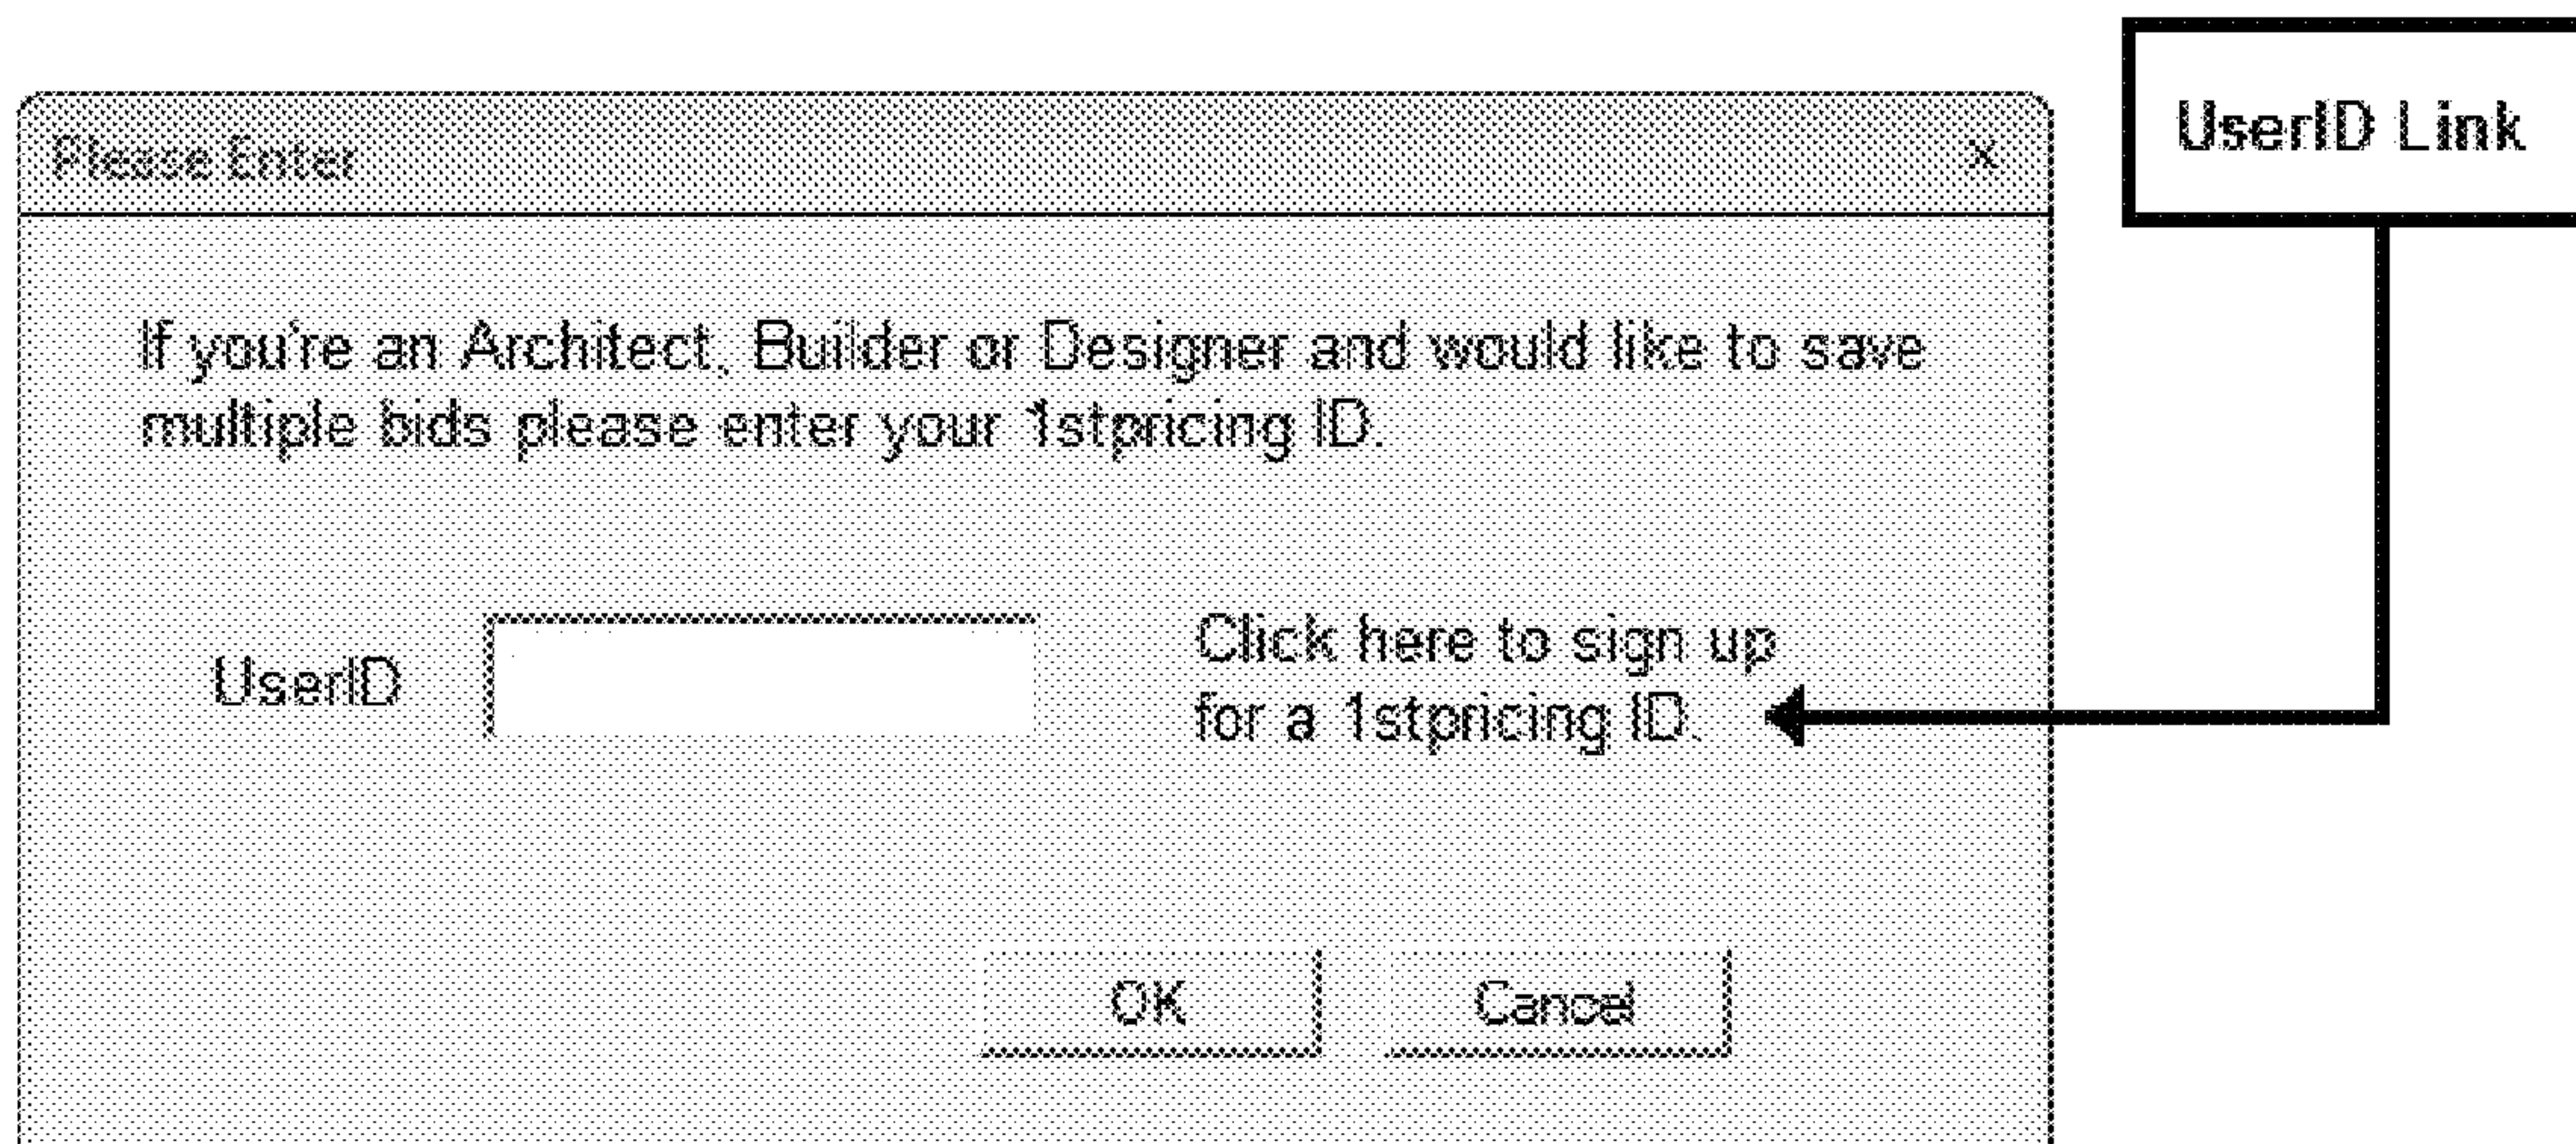 UserID Link
Please Enter
x
If you're an Architect, Builder or Designer and would like to save
multiple bids please enter your 1stpricing ID.
UserID
Click here to sign up
for a 1stpricing ID.
OK
Cancel